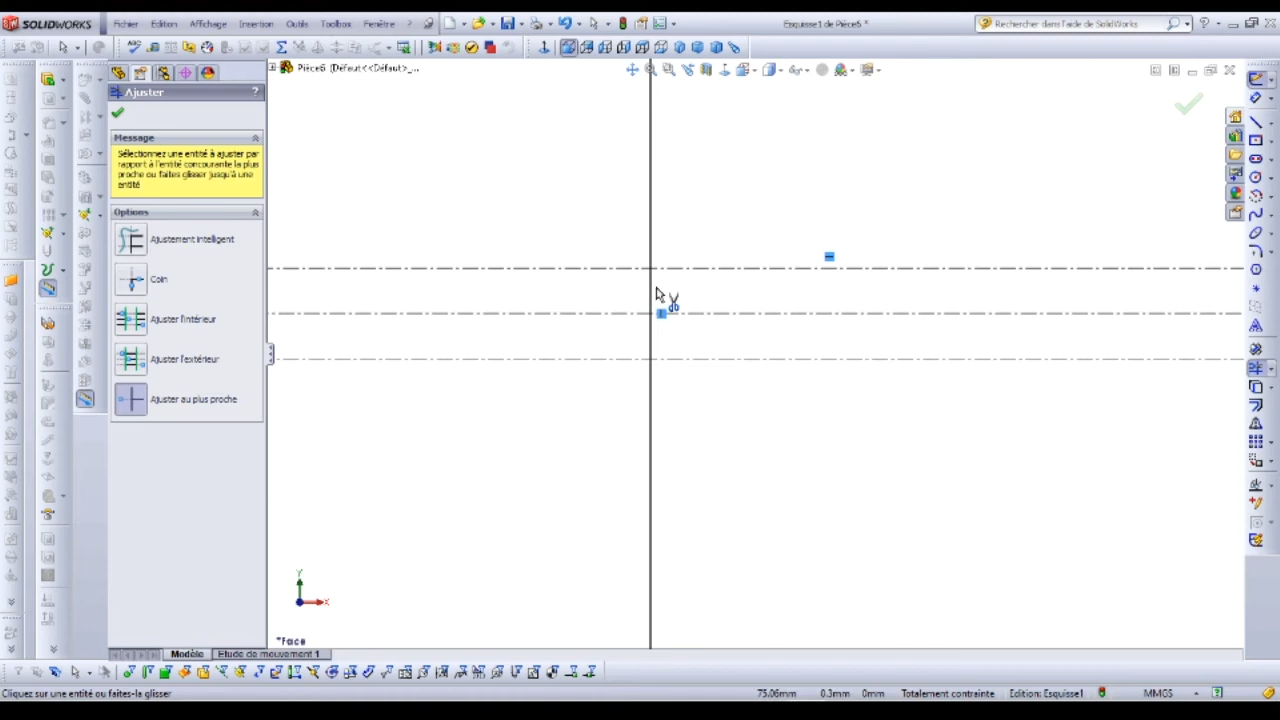 SOLIDWORKS Fichier Edition Affichage Insertion Outils Toolbox Fenêtre ? Esquisse1 de Pièce6 * Rechercher dans l'aide de SolidWorks
Pièce6 (Défaut<<Défaut>_...
Ajuster ?
Message
Sélectionnez une entité à ajuster par
rapport à l'entité concourante la plus
proche ou faites glisser jusqu'à une
entité
Options
Ajustement intelligent
Coin
Ajuster l'intérieur
Ajuster l'extérieur
Ajuster au plus proche
Y
X
*Face
Modèle Etude de mouvement 1
Cliquez sur une entité ou faites-la glisser 75.06mm 0.3mm 0mm Totalement contrainte Edition: Esquisse1 MMGS